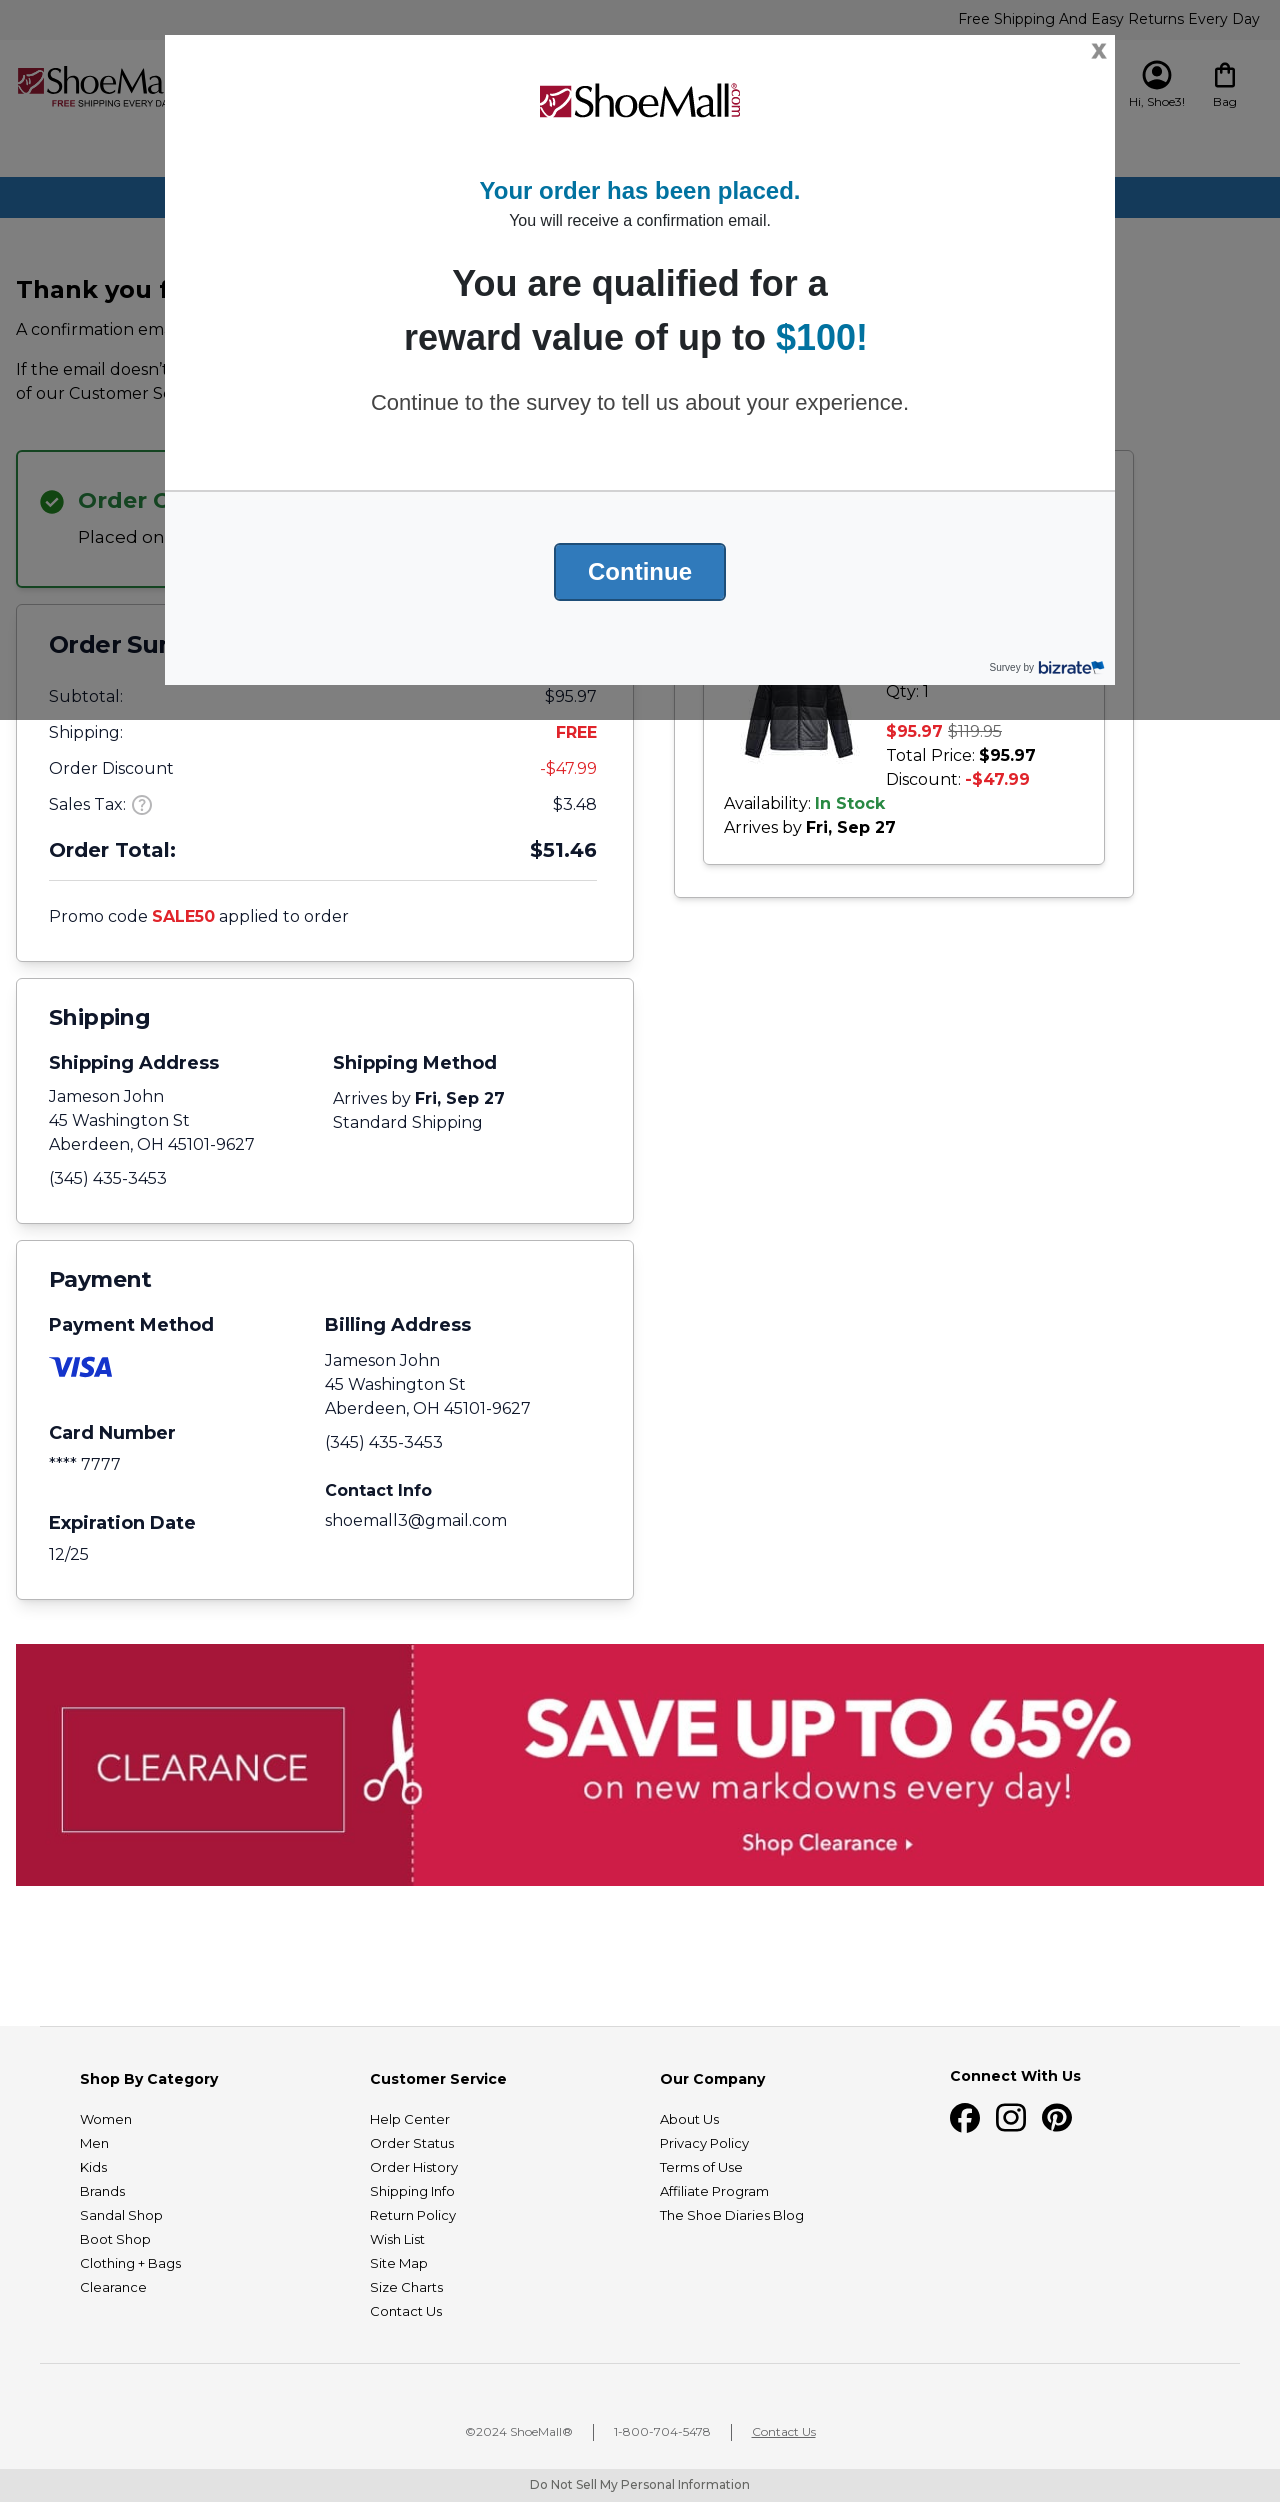 Free Shipping And Easy Returns Every Day
ShoeMa
FREE SHIPPING EVERY DA
Hi, Shoe3!
Bag
X
ShoeMall®.com
Your order has been placed.
You will receive a confirmation email.
You are qualified for a
reward value of up to $100!
Continue to the survey to tell us about your experience.
Continue
Survey by bizrate
Thank you f
A confirmation em
If the email doesn't
of our Customer Se
Order C
Placed on
Order Sur
Subtotal: $95.97
Shipping: FREE
Order Discount -$47.99
Sales Tax: ? $3.48
Order Total: $51.46
Promo code SALE50 applied to order
Qty: 1
$95.97 $119.95
Total Price: $95.97
Discount: -$47.99
Availability: In Stock
Arrives by Fri, Sep 27
Shipping
Shipping Address
Jameson John
45 Washington St
Aberdeen, OH 45101-9627
(345) 435-3453
Shipping Method
Arrives by Fri, Sep 27
Standard Shipping
Payment
Payment Method
VISA
Card Number
**** 7777
Expiration Date
12/25
Billing Address
Jameson John
45 Washington St
Aberdeen, OH 45101-9627
(345) 435-3453
Contact Info
shoemall3@gmail.com
CLEARANCE
SAVE UP TO 65%
on new markdowns every day!
Shop Clearance
Shop By Category
Women
Men
Kids
Brands
Sandal Shop
Boot Shop
Clothing + Bags
Clearance
Customer Service
Help Center
Order Status
Order History
Shipping Info
Return Policy
Wish List
Site Map
Size Charts
Contact Us
Our Company
About Us
Privacy Policy
Terms of Use
Affiliate Program
The Shoe Diaries Blog
Connect With Us
©2024 ShoeMall® | 1-800-704-5478 | Contact Us
Do Not Sell My Personal Information